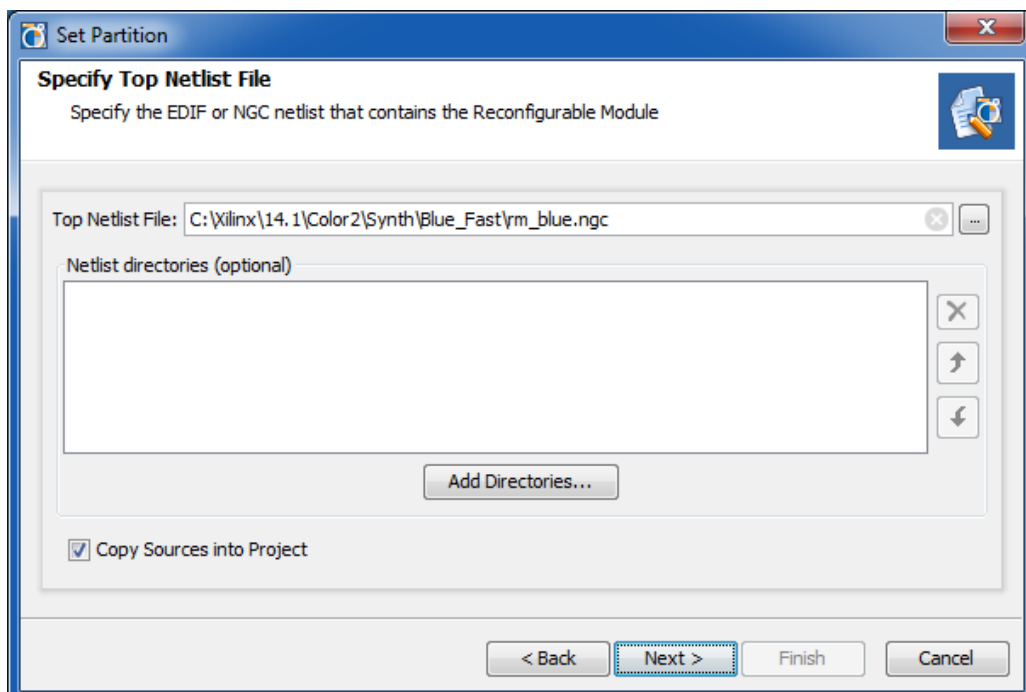 Set Partition
Specify Top Netlist File
Specify the EDIF or NGC netlist that contains the Reconfigurable Module
Top Netlist File: C:\Xilinx\14.1\Color2\Synth\Blue_Fast\rm_blue.ngc ...
Netlist directories (optional)
Add Directories...
Copy Sources into Project
< Back Next > Finish Cancel